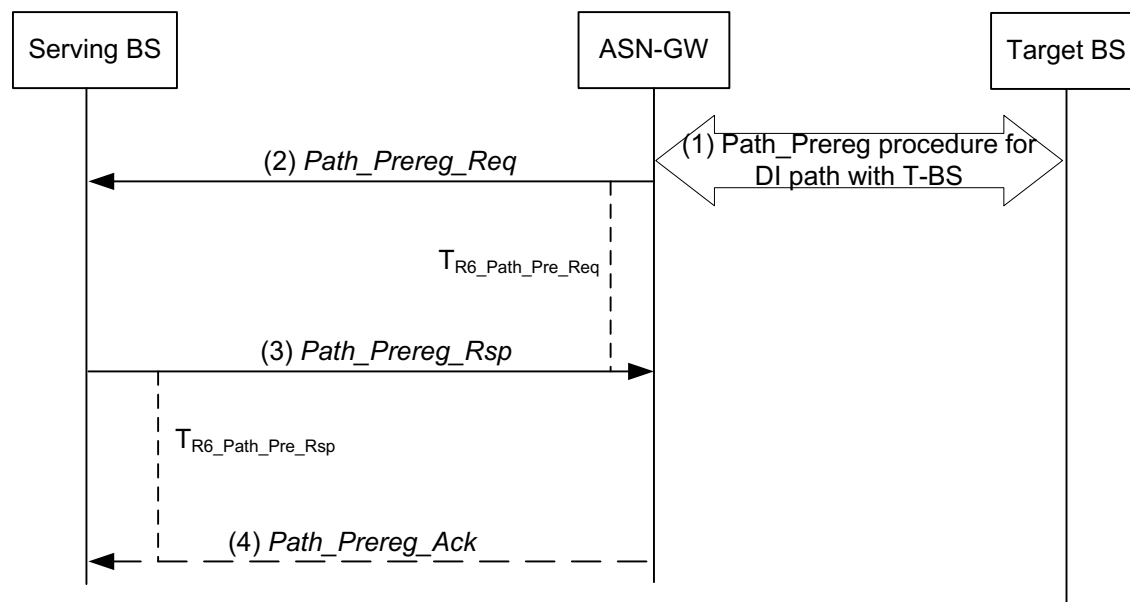 Serving BS
ASN-GW
Target BS
(1) Path_Prereg procedure for
DI path with T-BS
(2) Path_Prereg_Req
TR6_Path_Pre_Req
(3) Path_Prereg_Rsp
TR6_Path_Pre_Rsp
(4) Path_Prereg_Ack